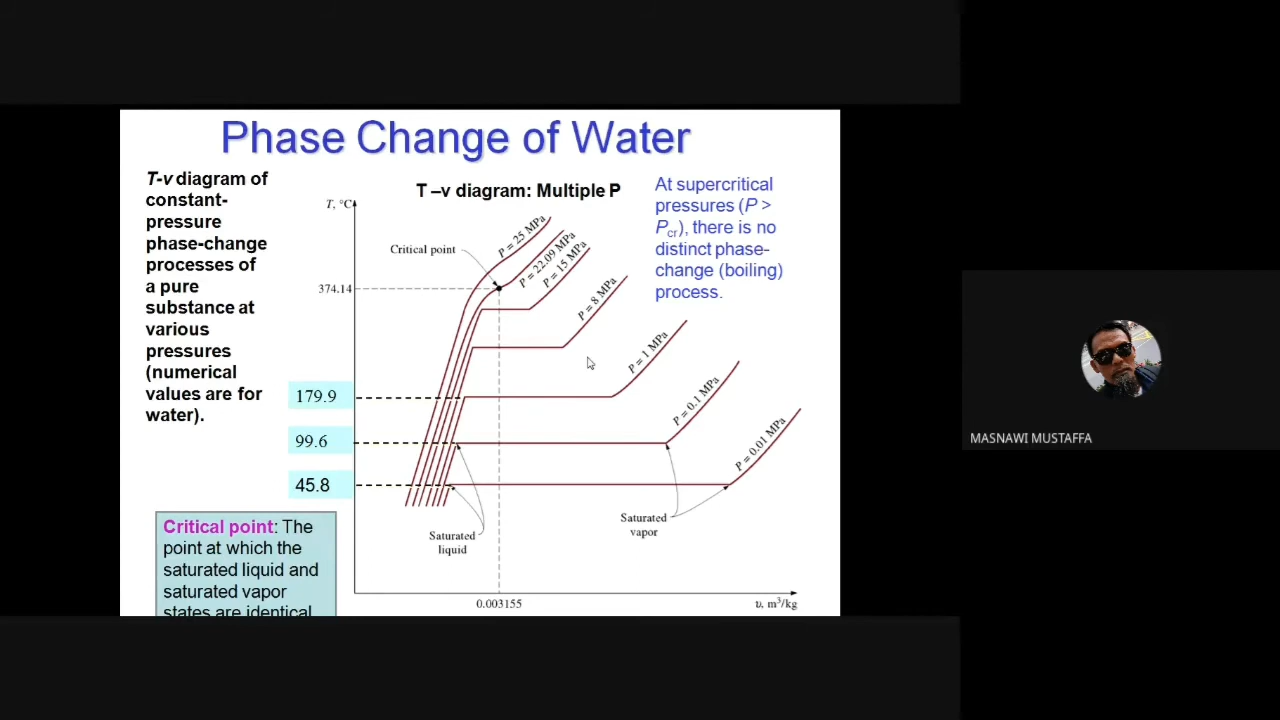 Phase Change of Water
T-v diagram of
constant-
pressure
phase-change
processes of
a pure
substance at
various
pressures
(numerical
values are for
water).
T –v diagram: Multiple P
At supercritical
pressures (P >
Pcr), there is no
distinct phase-
change (boiling)
process.
T, °C
Critical point
P = 25 MPa
P = 22.09 MPa
P = 15 MPa
374.14
P = 8 MPa
P = 1 MPa
179.9
P = 0.1 MPa
99.6
P = 0.01 MPa
45.8
Saturated
liquid
Saturated
vapor
0.003155
υ, m³/kg
Critical point: The
point at which the
saturated liquid and
saturated vapor
states are identical
MASNAWI MUSTAFFA